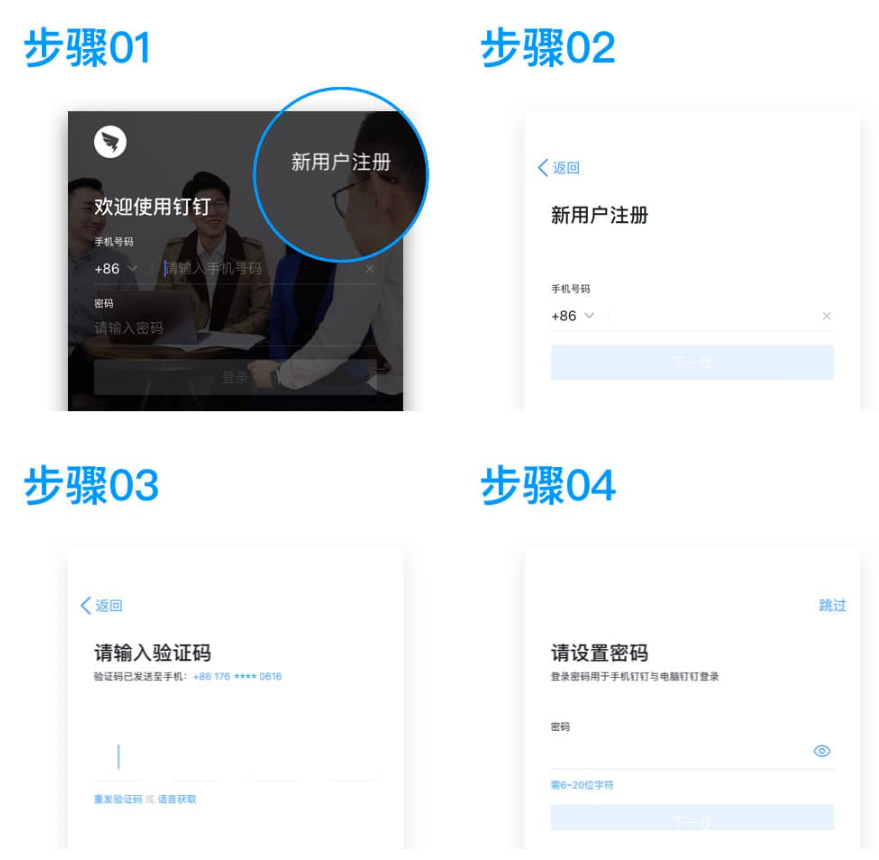 步骤01
新用户注册
欢迎使用钉钉
手机号码
+86
请输入手机号码
密码
请输入密码
登录
步骤02
返回
新用户注册
手机号码
+86
下一步
步骤03
返回
请输入验证码
验证码已发送至手机：+86 176 **** 0616
重发验证码 或 语音获取
步骤04
跳过
请设置密码
登录密码用于手机钉钉与电脑钉钉登录
密码
需6~20位字符
下一步